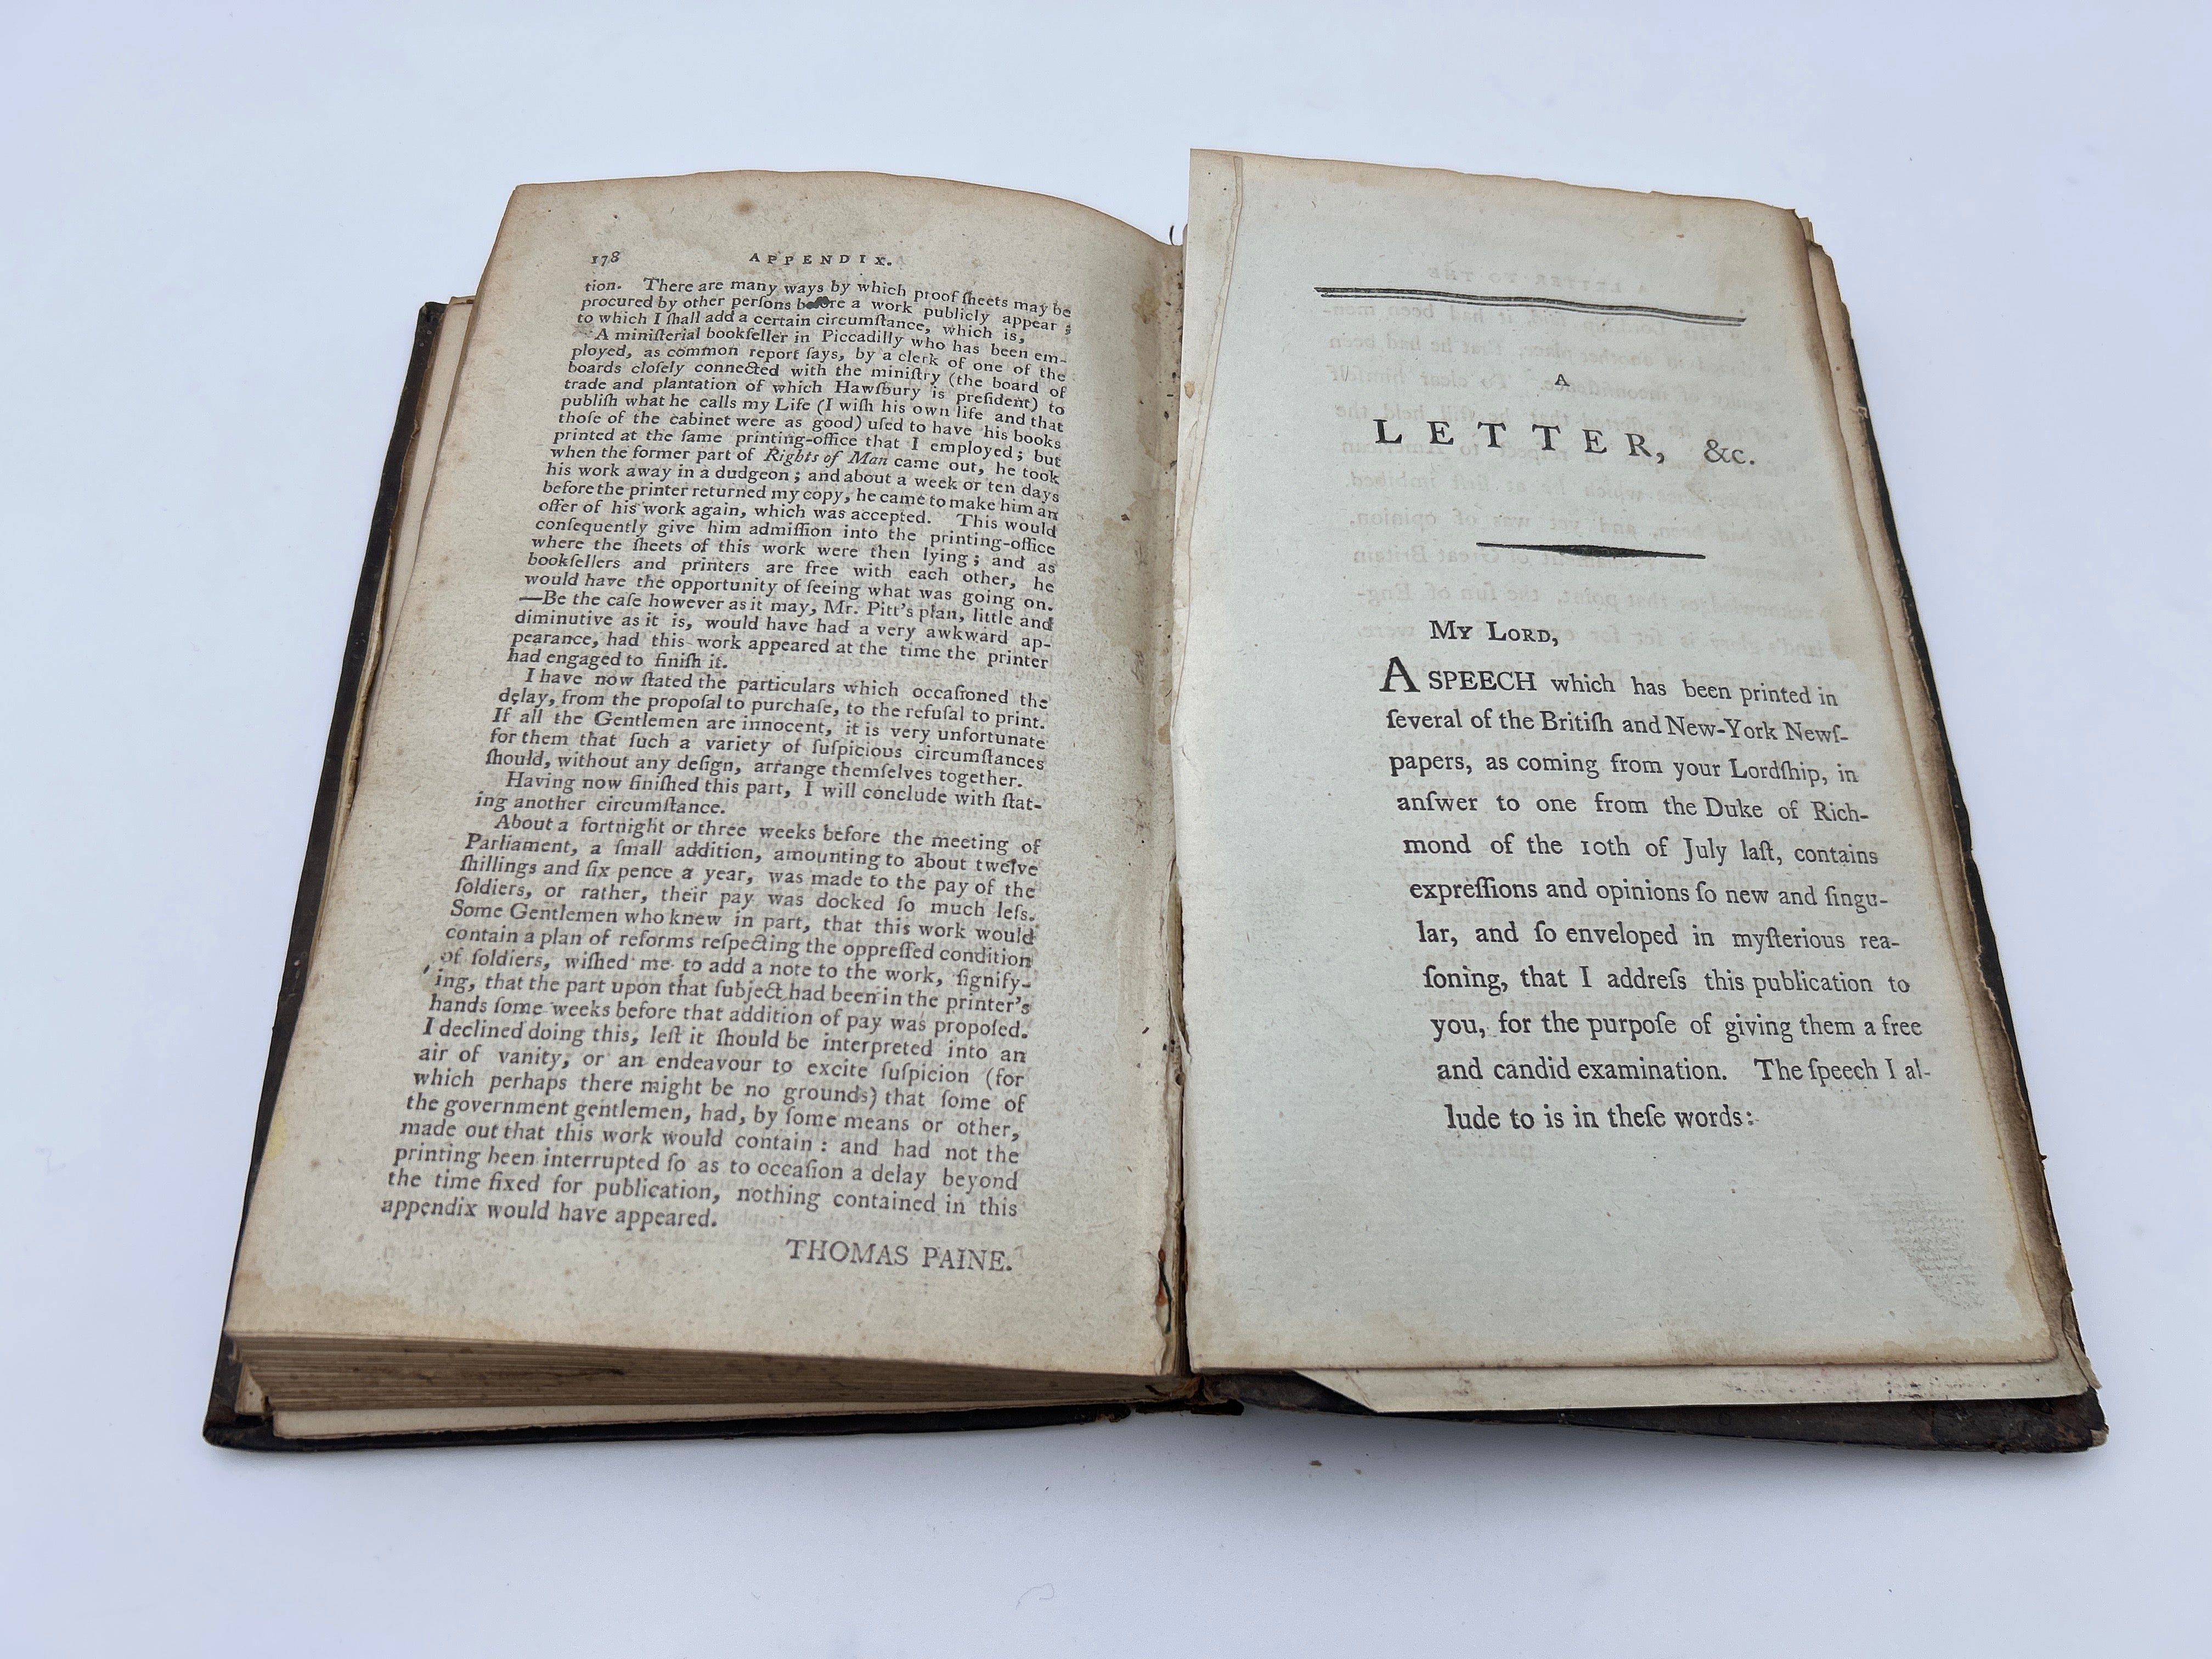 178 APPENDIX.
tion. There are many ways by which proof ſheets may be
procured by other perſons before a work publicly appear;
to which I ſhall add a certain circumſtance, which is,
A miniſterial bookſeller in Piccadilly who has been em-
ployed, as common report ſays, by a clerk of one of the
boards cloſely connected with the miniſtry (the board of
trade and plantation of which Hawſbury is preſident) to
publiſh what he calls my Life (I wiſh his own life and that
thoſe of the cabinet were as good) uſed to have his books
printed at the ſame printing-office that I employed; but
when the former part of Rights of Man came out, he took
his work away in a dudgeon; and about a week or ten days
before the printer returned my copy, he came to make him an
offer of his work again, which was accepted. This would
conſequently give him admiſſion into the printing-office
where the ſheets of this work were then lying; and as
bookſellers and printers are free with each other, he
would have the opportunity of ſeeing what was going on.
—Be the caſe however as it may, Mr. Pitt's plan, little and
diminutive as it is, would have had a very awkward ap-
pearance, had this work appeared at the time the printer
had engaged to finiſh it.
I have now ſtated the particulars which occaſioned the
delay, from the propoſal to purchaſe, to the refuſal to print.
If all the Gentlemen are innocent, it is very unfortunate
for them that ſuch a variety of ſuſpicious circumſtances
ſhould, without any deſign, arrange themſelves together.
Having now finiſhed this part, I will conclude with ſtat-
ing another circumſtance.
About a fortnight or three weeks before the meeting of
Parliament, a ſmall addition, amounting to about twelve
ſhillings and ſix pence a year, was made to the pay of the
ſoldiers, or rather, their pay was docked ſo much leſs.
Some Gentlemen who knew in part, that this work would
contain a plan of reforms reſpecting the oppreſſed condition
of ſoldiers, wiſhed me to add a note to the work, ſignify-
ing, that the part upon that ſubject had been in the printer's
hands ſome weeks before that addition of pay was propoſed.
I declined doing this, leſt it ſhould be interpreted into an
air of vanity, or an endeavour to excite ſuſpicion (for
which perhaps there might be no grounds) that ſome of
the government gentlemen, had, by ſome means or other,
made out that this work would contain: and had not the
printing been interrupted ſo as to occaſion a delay beyond
the time fixed for publication, nothing contained in this
appendix would have appeared.
THOMAS PAINE.
A
LETTER, &c.
MY LORD,
A SPEECH which has been printed in
ſeveral of the Britiſh and New-York Newſ-
papers, as coming from your Lordſhip, in
anſwer to one from the Duke of Rich-
mond of the 10th of July laſt, contains
expreſſions and opinions ſo new and ſingu-
lar, and ſo enveloped in myſterious rea-
ſoning, that I addreſs this publication to
you, for the purpoſe of giving them a free
and candid examination. The ſpeech I al-
lude to is in theſe words: